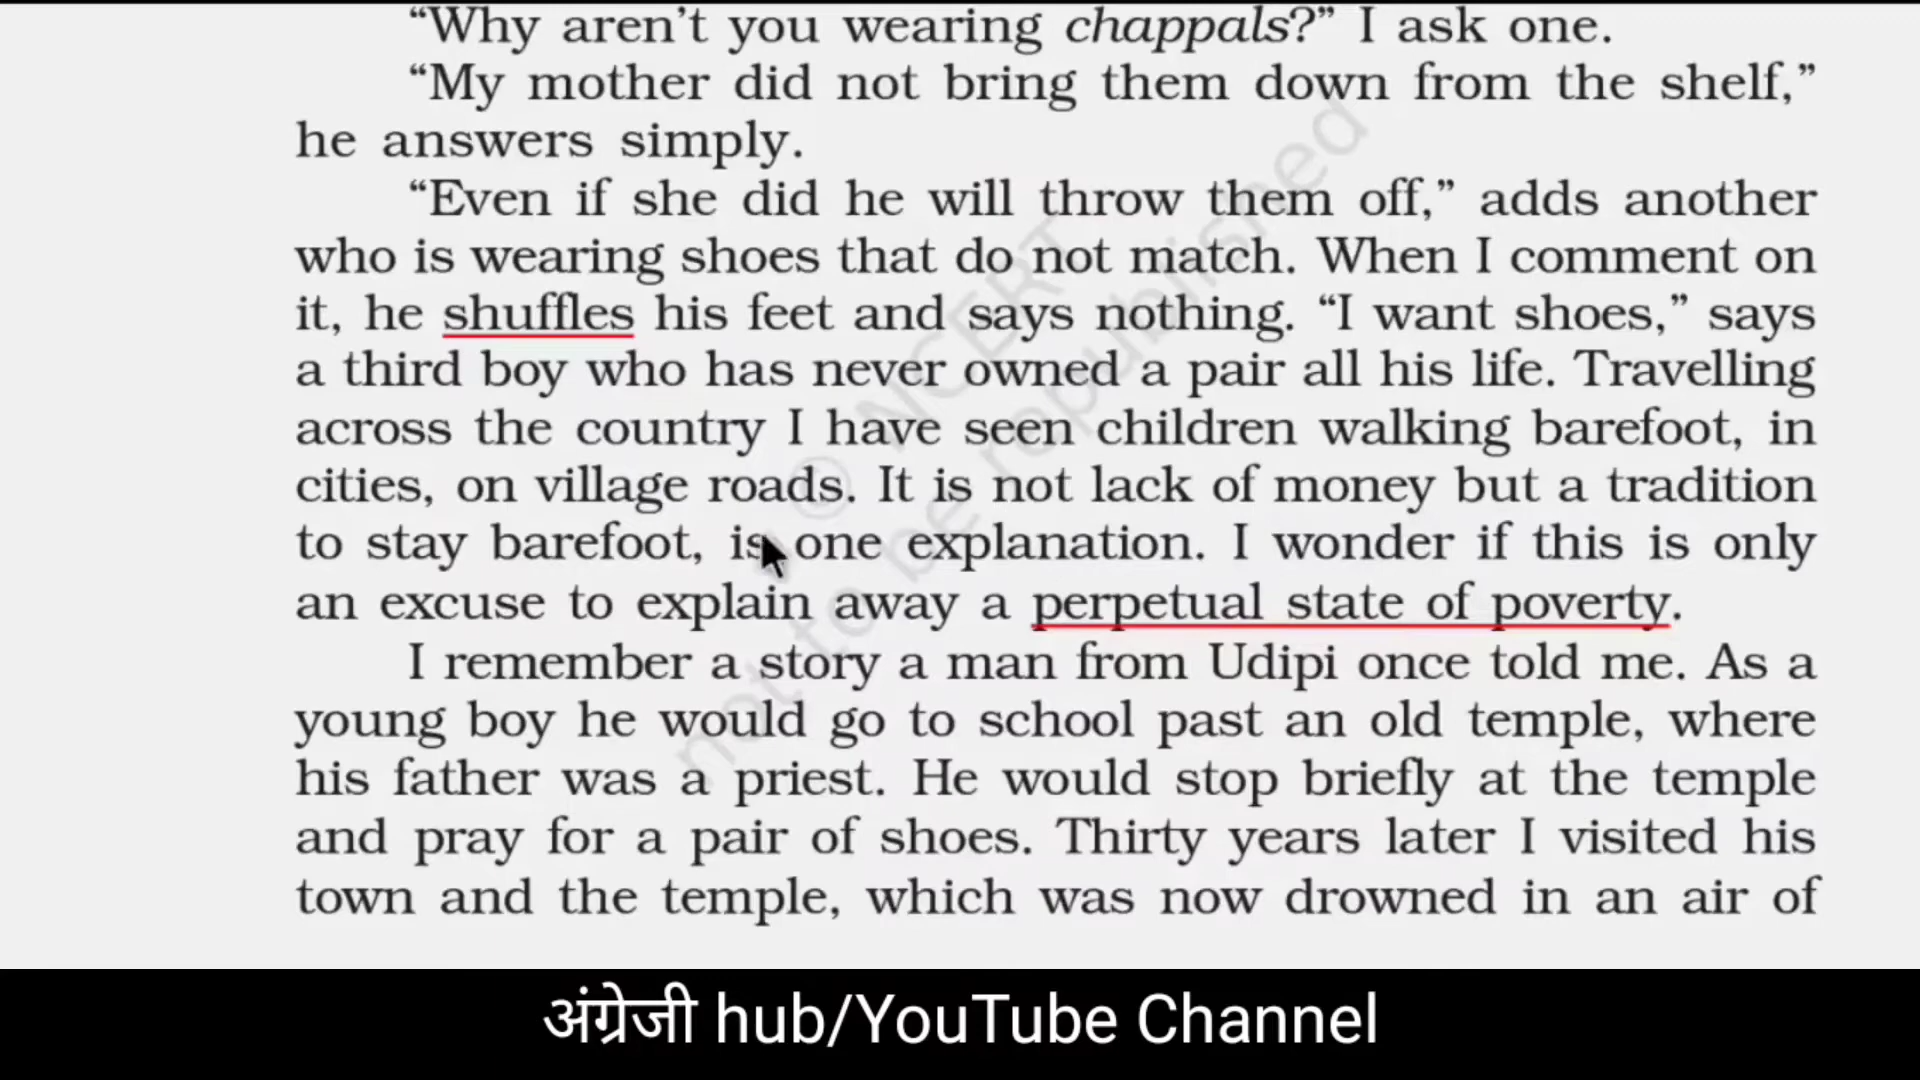 “Why aren’t you wearing chappals?” I ask one.
“My mother did not bring them down from the shelf,”
he answers simply.
“Even if she did he will throw them off,” adds another
who is wearing shoes that do not match. When I comment on
it, he shuffles his feet and says nothing. “I want shoes,” says
a third boy who has never owned a pair all his life. Travelling
across the country I have seen children walking barefoot, in
cities, on village roads. It is not lack of money but a tradition
to stay barefoot, is one explanation. I wonder if this is only
an excuse to explain away a perpetual state of poverty.
I remember a story a man from Udipi once told me. As a
young boy he would go to school past an old temple, where
his father was a priest. He would stop briefly at the temple
and pray for a pair of shoes. Thirty years later I visited his
town and the temple, which was now drowned in an air of
© NCERT
not to be republished
अंग्रेजी hub/YouTube Channel